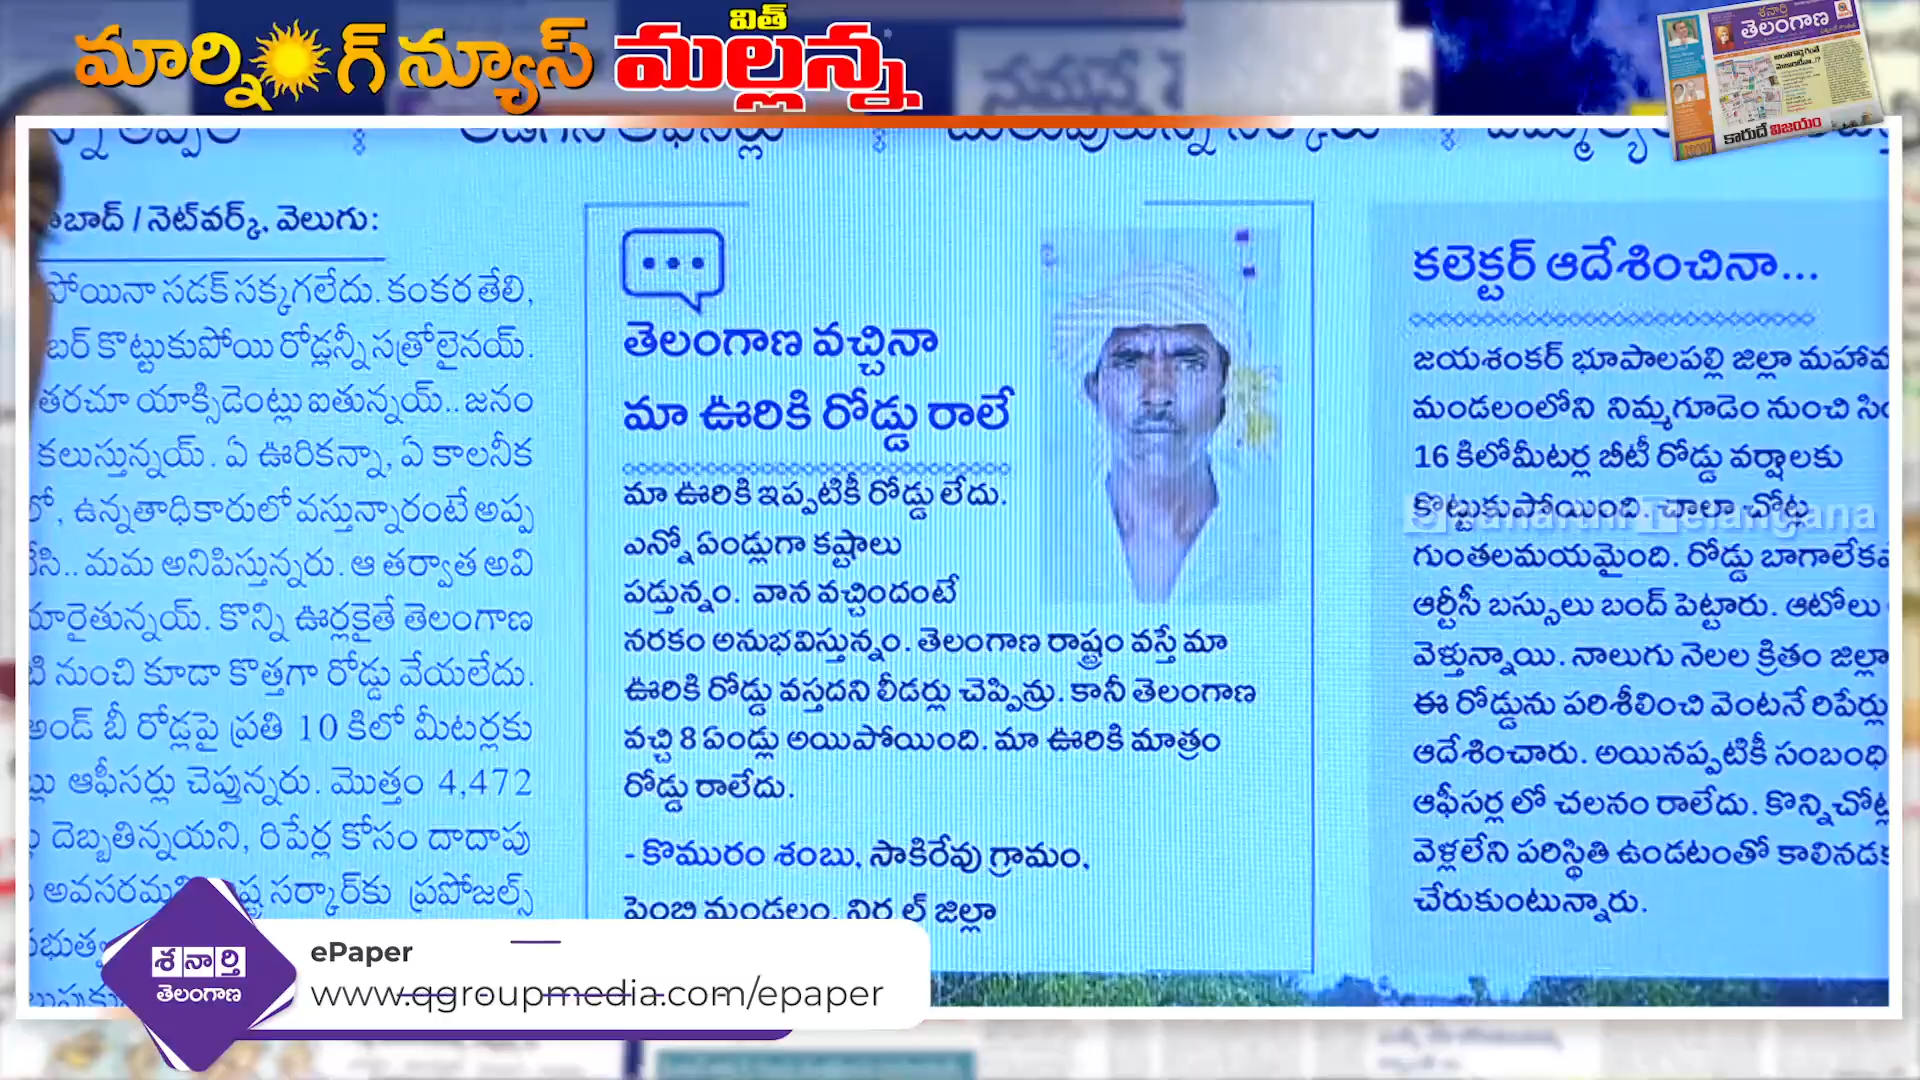 మార్నింగ్ న్యూస్ విత్ మల్లన్న
శనార్తి
తెలంగాణ
కారుదే విజయం
/ నెట్‌వర్క్, వెలుగు:
సడక్ సక్కగలేదు. కంకర తేలి,
కొట్టుకుపోయి రోడ్లన్నీ సత్రోలైనయ్.
తరచూ యాక్సిడెంట్లు ఐతున్నయ్.. జనం
కలుస్తున్నయ్. ఏ ఊరికన్నా, ఏ కాలనీక
ఉన్నతాధికారులో వస్తున్నారంటే అప్ప
మమ అనిపిస్తున్నరు. ఆ తర్వాత అవి
కొన్ని ఊర్లకైతే తెలంగాణ
నుంచి కూడా కొత్తగా రోడ్డు వేయలేదు.
అండ్ బీ రోడ్లపై ప్రతి 10 కిలో మీటర్లకు
ఆఫీసర్లు చెప్తున్నరు. మొత్తం 4,472
దెబ్బతిన్నయని, రిపేర్ల కోసం దాదాపు
సర్కార్‌కు ప్రపోజల్స్
తెలంగాణ వచ్చినా
మా ఊరికి రోడ్డు రాలే
మా ఊరికి ఇప్పటికీ రోడ్డు లేదు.
ఎన్నో ఏండ్లుగా కష్టాలు
పడ్తున్నం. వాన వచ్చిందంటే
నరకం అనుభవిస్తున్నం. తెలంగాణ రాష్ట్రం వస్తే మా
ఊరికి రోడ్డు వస్తదని లీడర్లు చెప్పిన్రు. కానీ తెలంగాణ
వచ్చి 8 ఏండ్లు అయిపోయింది. మా ఊరికి మాత్రం
రోడ్డు రాలేదు.
- కొమురం శంబు, సాకిరేవు గ్రామం,
పెంబి మండలం, నిర్మల్ జిల్లా
కలెక్టర్ ఆదేశించినా...
జయశంకర్ భూపాలపల్లి జిల్లా మహాము
మండలంలోని నిమ్మగూడెం నుంచి సిం
16 కిలోమీటర్ల బీటీ రోడ్డు వర్షాలకు
కొట్టుకుపోయింది. చాలా చోట్ల
గుంతలమయమైంది. రోడ్డు బాగాలేక
ఆర్టీసీ బస్సులు బంద్ పెట్టారు. ఆటోలు
వెళ్తున్నాయి. నాలుగు నెలల క్రితం జిల్లా
ఈ రోడ్డును పరిశీలించి వెంటనే రిపేర్లు
ఆదేశించారు. అయినప్పటికీ సంబంధి
ఆఫీసర్ల లో చలనం రాలేదు. కొన్నిచోట్ల
వెళ్లలేని పరిస్థితి ఉండటంతో కాలినడక
చేరుకుంటున్నారు.
Shanarthi Telangana
శనార్తి
తెలంగాణ
ePaper
www.qgroupmedia.com/epaper